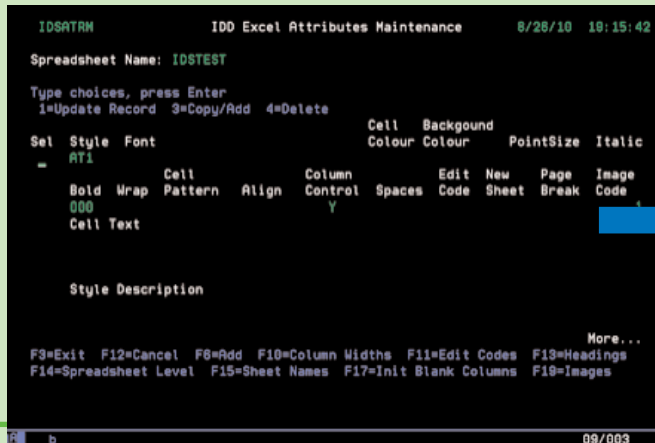 IDSATRM IDD Excel Attributes Maintenance 8/26/10 19:15:42
Spreadsheet Name: IDSTEST
Type choices, press Enter
1=Update Record 3=Copy/Add 4=Delete
Cell Backgound
Sel Style Font Colour Colour PointSize Italic
_ AT1
Cell Column Edit New Page Image
Bold Wrap Pattern Align Control Spaces Code Sheet Break Code
000 Y 1
Cell Text
Style Description
More...
F3=Exit F12=Cancel F6=Add F10=Column Widths F11=Edit Codes F13=Headings
F14=Spreadsheet Level F15=Sheet Names F17=Init Blank Columns F19=Images
b 09/003